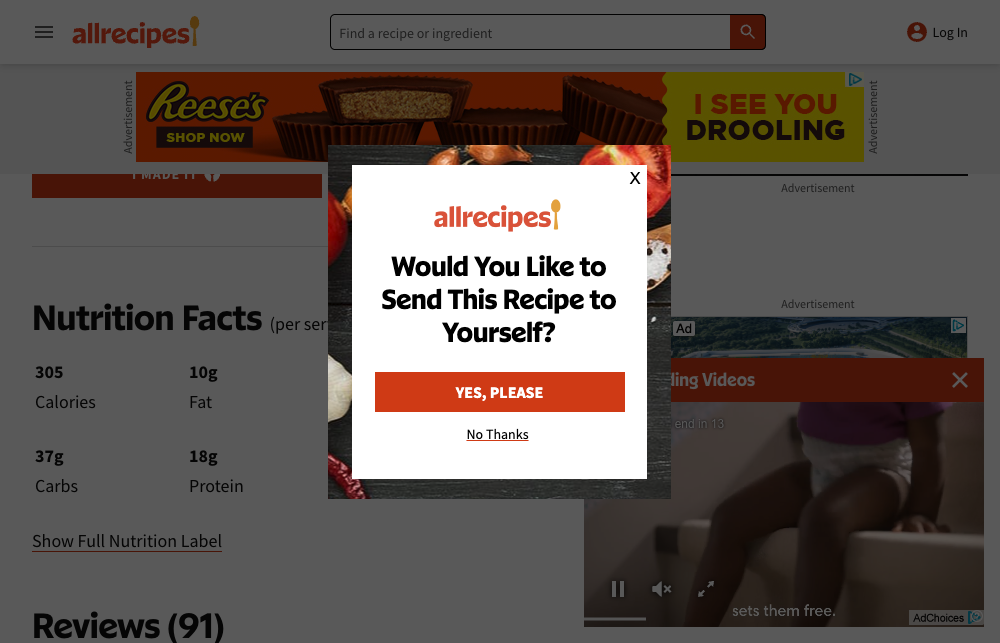 allrecipes
Find a recipe or ingredient
Log In
Advertisement
REESE'S
SHOP NOW
I SEE YOU
DROOLING
Advertisement
I MADE IT
Advertisement
X
allrecipes
Would You Like to
Send This Recipe to
Yourself?
YES, PLEASE
No Thanks
Advertisement
Ad
Nutrition Facts (per ser
305
10g
Calories
Fat
37g
18g
Carbs
Protein
Show Full Nutrition Label
Reviews (91)
ding Videos
end in 13
sets them free.
AdChoices